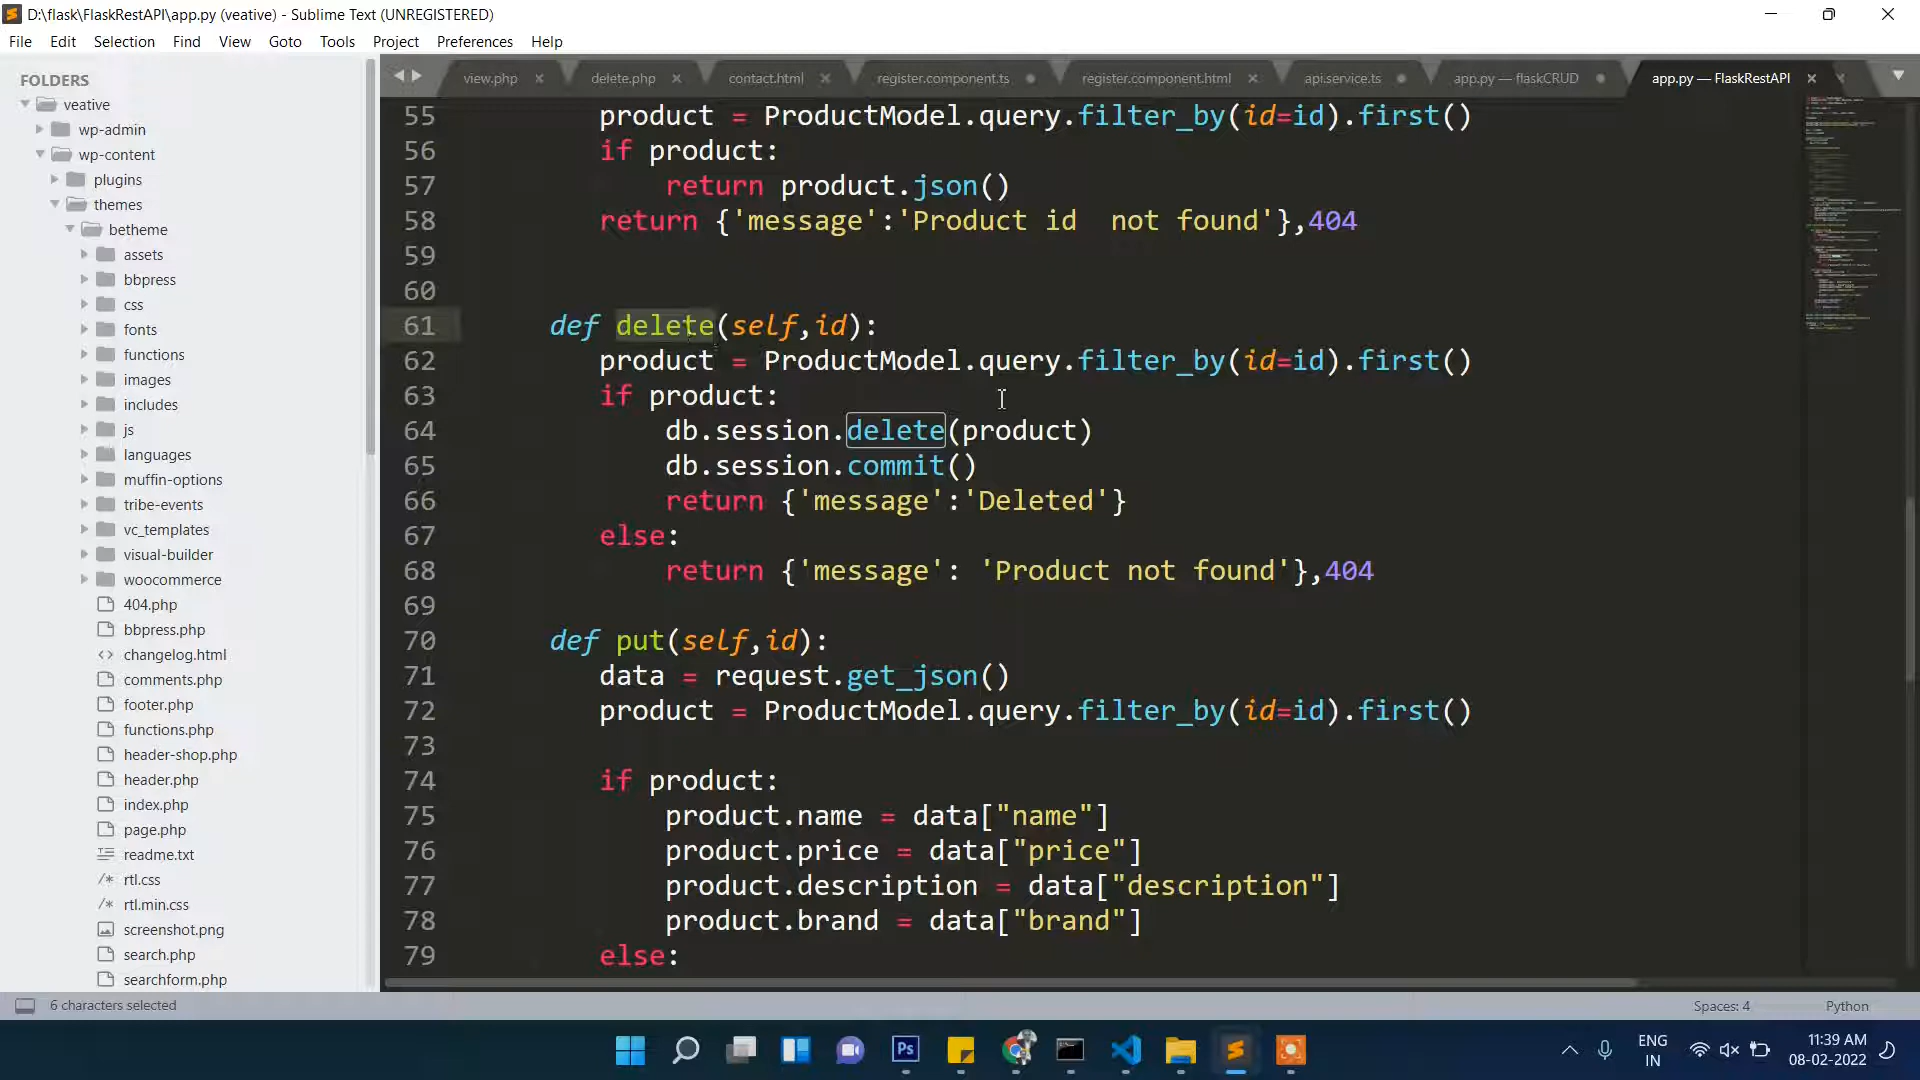 D:\flask\FlaskRestAPI\app.py (veative) - Sublime Text (UNREGISTERED)
File Edit Selection Find View Goto Tools Project Preferences Help
FOLDERS
veative
wp-admin
wp-content
plugins
themes
betheme
assets
bbpress
css
fonts
functions
images
includes
js
languages
muffin-options
tribe-events
vc_templates
visual-builder
woocommerce
404.php
bbpress.php
changelog.html
comments.php
footer.php
functions.php
header-shop.php
header.php
index.php
page.php
readme.txt
rtl.css
rtl.min.css
screenshot.png
search.php
searchform.php
view.php delete.php contact.html register.component.ts register.component.html api.service.ts app.py — flaskCRUD app.py — FlaskRestAPI
55 product = ProductModel.query.filter_by(id=id).first()
56 if product:
57 return product.json()
58 return {'message':'Product id  not found'},404
59
60
61 def delete(self,id):
62 product = ProductModel.query.filter_by(id=id).first()
63 if product:
64 db.session.delete(product)
65 db.session.commit()
66 return {'message':'Deleted'}
67 else:
68 return {'message': 'Product not found'},404
69
70 def put(self,id):
71 data = request.get_json()
72 product = ProductModel.query.filter_by(id=id).first()
73
74 if product:
75 product.name = data["name"]
76 product.price = data["price"]
77 product.description = data["description"]
78 product.brand = data["brand"]
79 else:
6 characters selected Spaces: 4 Python
Ps
ENG
IN
11:39 AM
08-02-2022